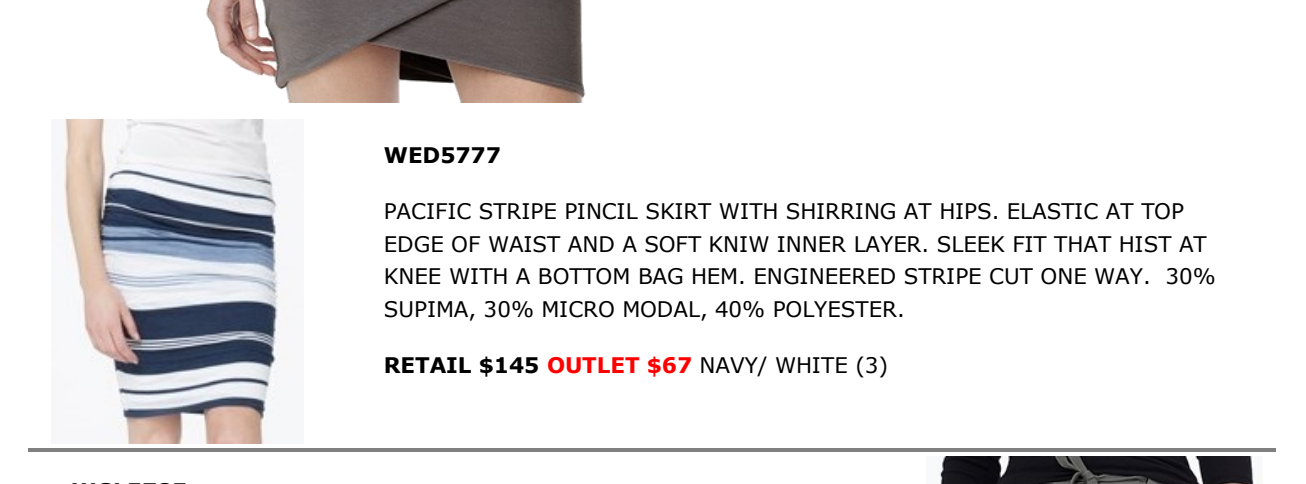 WED5777
PACIFIC STRIPE PINCIL SKIRT WITH SHIRRING AT HIPS. ELASTIC AT TOP
EDGE OF WAIST AND A SOFT KNIW INNER LAYER. SLEEK FIT THAT HIST AT
KNEE WITH A BOTTOM BAG HEM. ENGINEERED STRIPE CUT ONE WAY.  30%
SUPIMA, 30% MICRO MODAL, 40% POLYESTER.
RETAIL $145 OUTLET $67 NAVY/ WHITE (3)